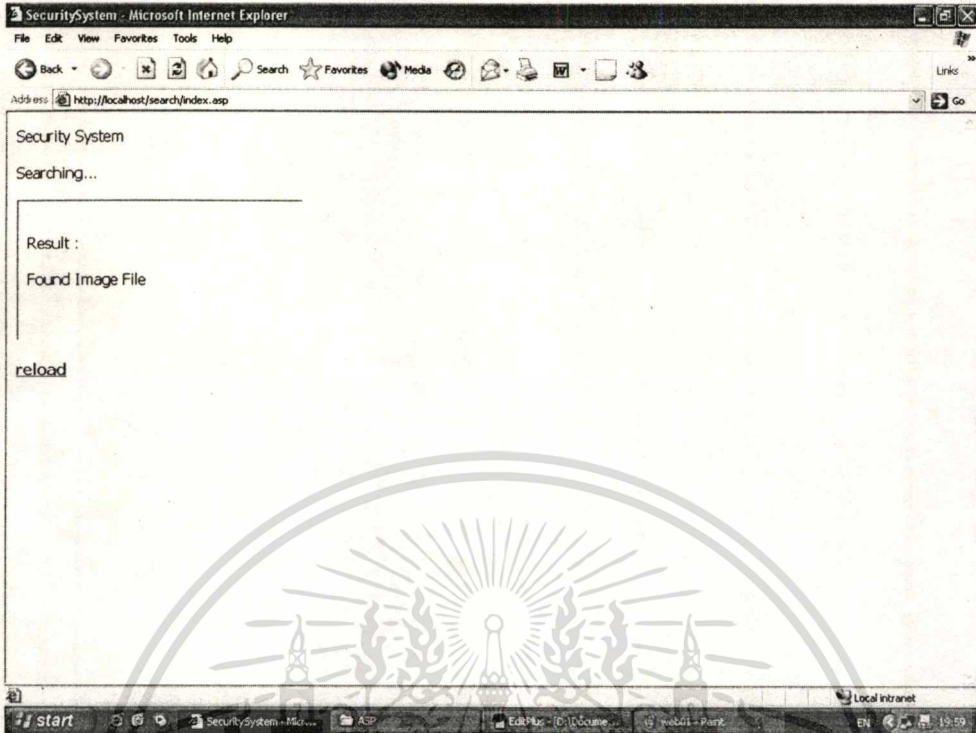 SecuritySystem - Microsoft Internet Explorer
File Edit View Favorites Tools Help
Back Search Favorites Media Links
Address http://localhost/search/index.asp Go
Security System
Searching...
Result :
Found Image File
reload
Local intranet
start SecuritySystem - Micr... ASP EditPlus - [D:\Docume... web01 - Paint EN 19:59